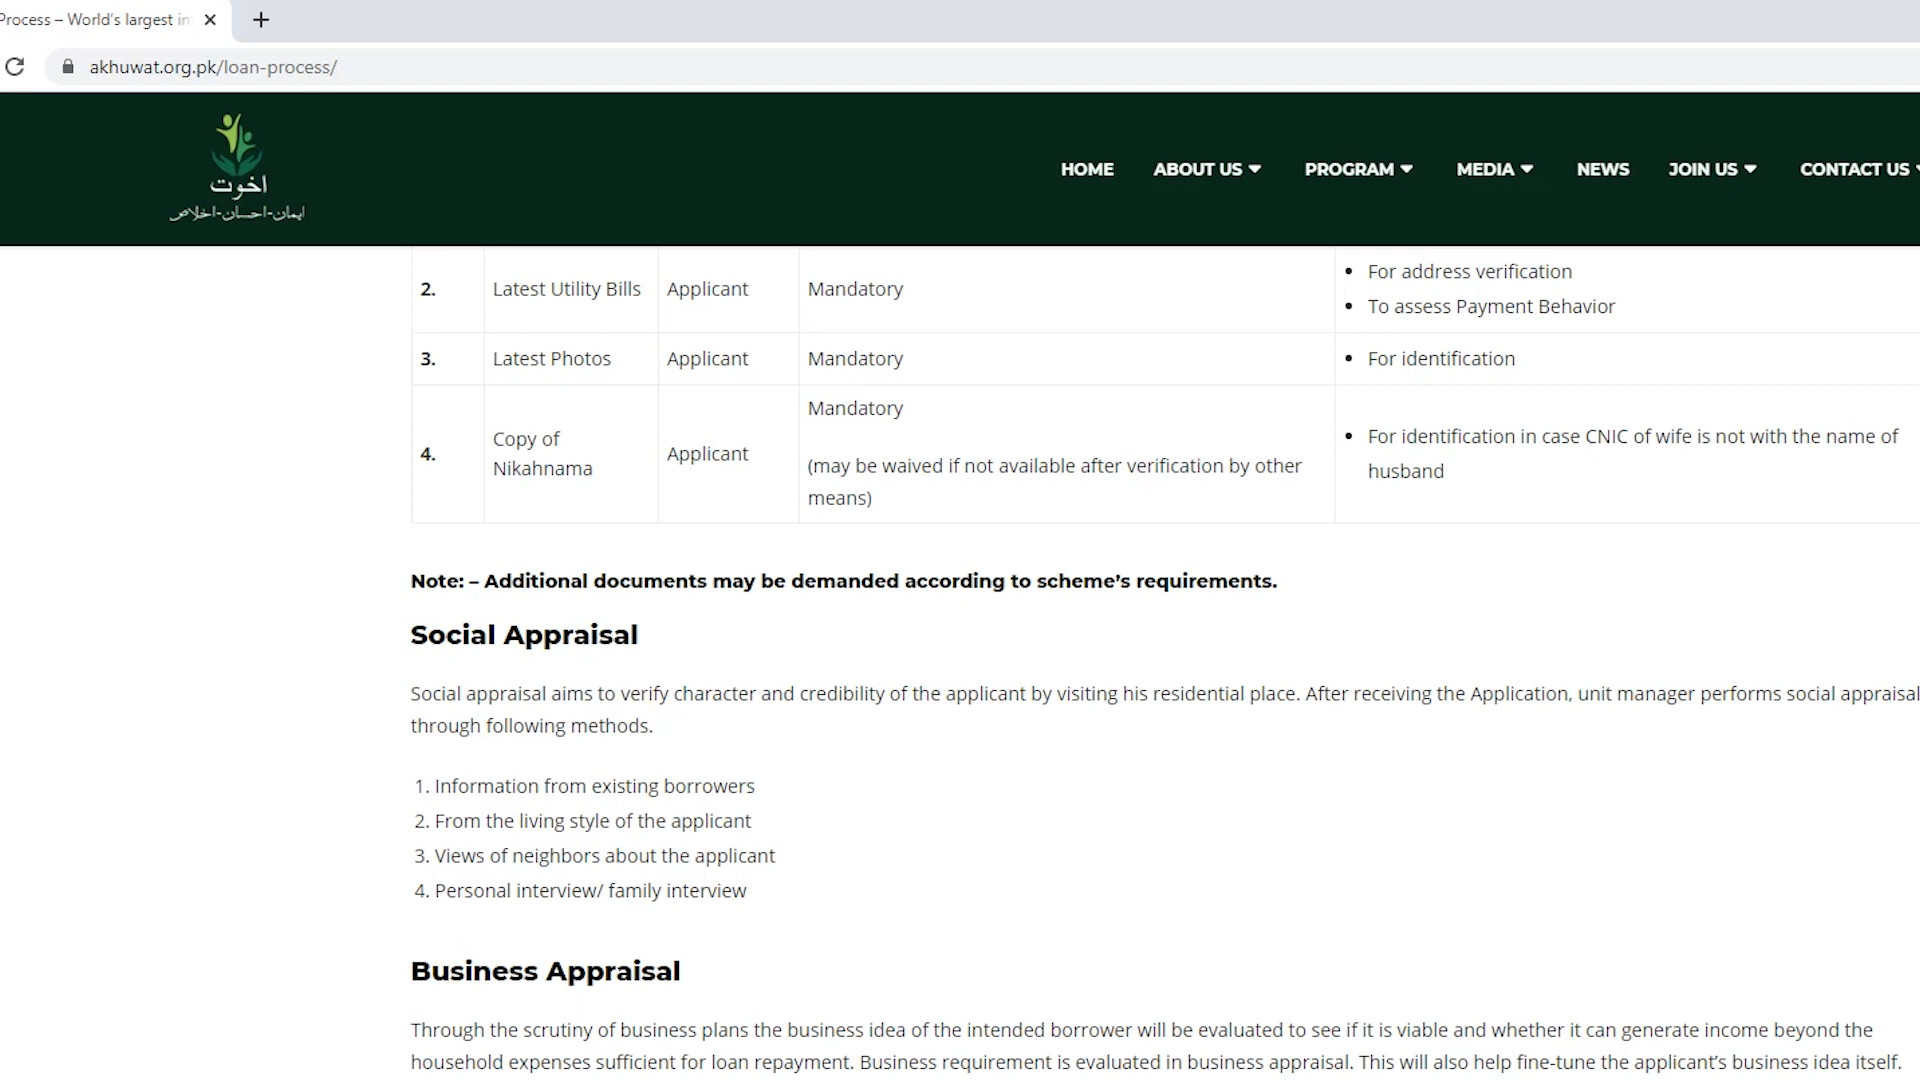 Process – World's largest in
akhuwat.org.pk/loan-process/
اخوت
ایمان-احسان-اخلاص
HOME ABOUT US PROGRAM MEDIA NEWS JOIN US CONTACT US
2. Latest Utility Bills Applicant Mandatory
• For address verification
• To assess Payment Behavior
3. Latest Photos Applicant Mandatory • For identification
4. Copy of
Nikahnama
Applicant
Mandatory
(may be waived if not available after verification by other
means)
• For identification in case CNIC of wife is not with the name of
husband
Note: – Additional documents may be demanded according to scheme's requirements.
Social Appraisal
Social appraisal aims to verify character and credibility of the applicant by visiting his residential place. After receiving the Application, unit manager performs social appraisal
through following methods.
1. Information from existing borrowers
2. From the living style of the applicant
3. Views of neighbors about the applicant
4. Personal interview/ family interview
Business Appraisal
Through the scrutiny of business plans the business idea of the intended borrower will be evaluated to see if it is viable and whether it can generate income beyond the
household expenses sufficient for loan repayment. Business requirement is evaluated in business appraisal. This will also help fine-tune the applicant's business idea itself.